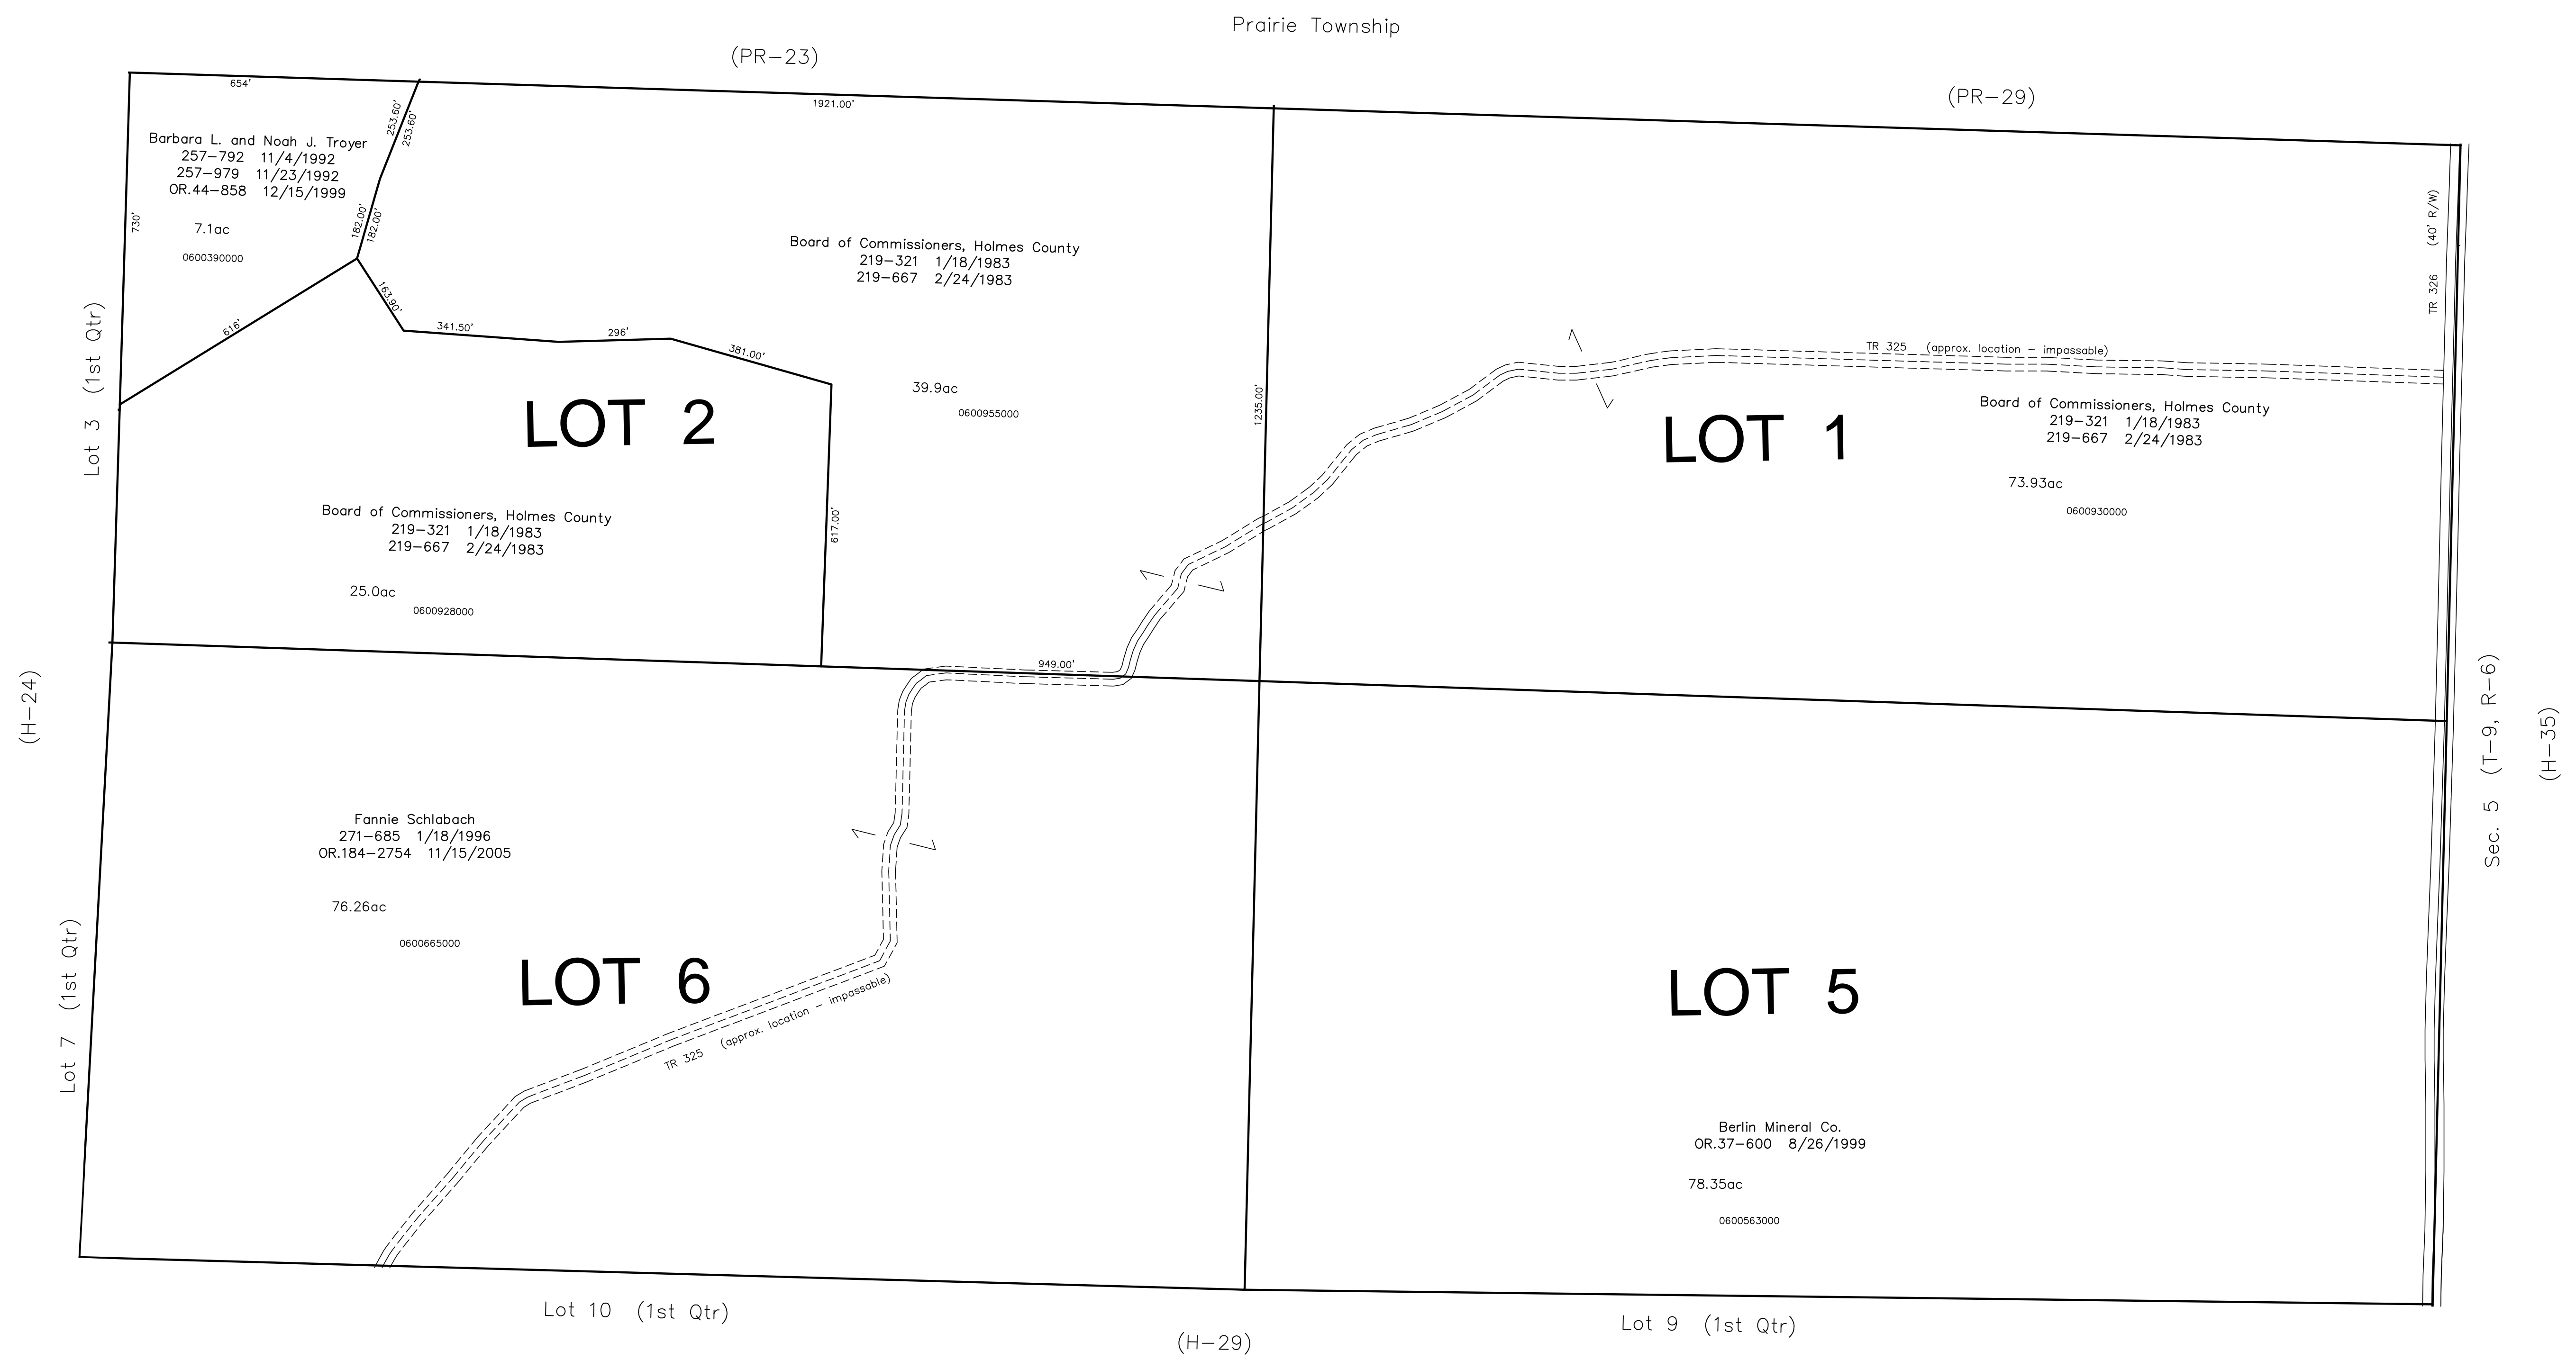 Prairie Township
(PR-23)
(PR-29)
654'
1921.00'
253.60'
253.60'
Barbara L. and Noah J. Troyer
257-792 11/4/1992
257-979 11/23/1992
OR.44-858 12/15/1999
7.1ac
0600390000
730'
182.00'
182.00'
616'
163.90'
341.50'
296'
381.00'
Board of Commissioners, Holmes County
219-321 1/18/1983
219-667 2/24/1983
39.9ac
0600955000
1235.00'
617.00'
949.00'
LOT 2
Board of Commissioners, Holmes County
219-321 1/18/1983
219-667 2/24/1983
25.0ac
0600928000
TR 326 (40' R/W)
TR 325 (approx. location - impassable)
LOT 1
Board of Commissioners, Holmes County
219-321 1/18/1983
219-667 2/24/1983
73.93ac
0600930000
Lot 3 (1st Qtr)
(H-24)
Lot 7 (1st Qtr)
Sec. 5 (T-9, R-6)
(H-35)
Fannie Schlabach
271-685 1/18/1996
OR.184-2754 11/15/2005
76.26ac
0600665000
LOT 6
TR 325 (approx. location - impassable)
LOT 5
Berlin Mineral Co.
OR.37-600 8/26/1999
78.35ac
0600563000
Lot 10 (1st Qtr)
(H-29)
Lot 9 (1st Qtr)